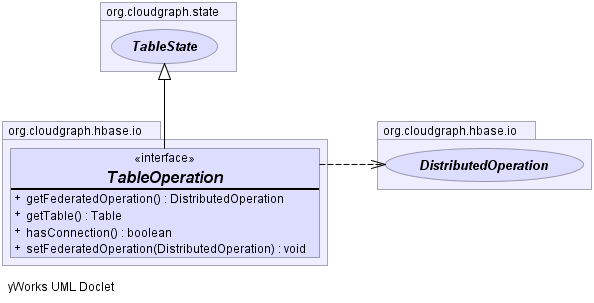 org.cloudgraph.state
TableState
org.cloudgraph.hbase.io
«interface»
TableOperation
+ getFederatedOperation() : DistributedOperation
+ getTable() : Table
+ hasConnection() : boolean
+ setFederatedOperation(DistributedOperation) : void
org.cloudgraph.hbase.io
DistributedOperation
yWorks UML Doclet